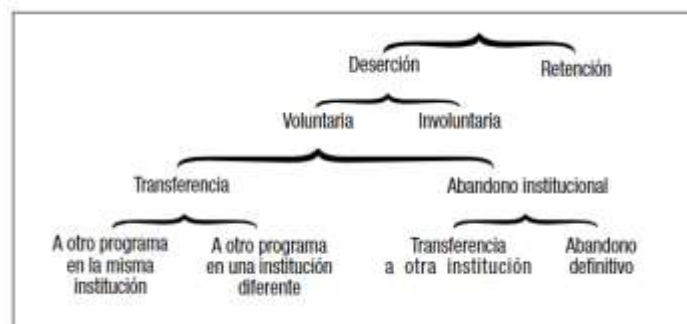 Deserción
Retención
Voluntaria
Involuntaria
Transferencia
Abandono institucional
A otro programa
en la misma
institución
A otro programa
en una institución
diferente
Transferencia
a otra institución
Abandono
definitivo